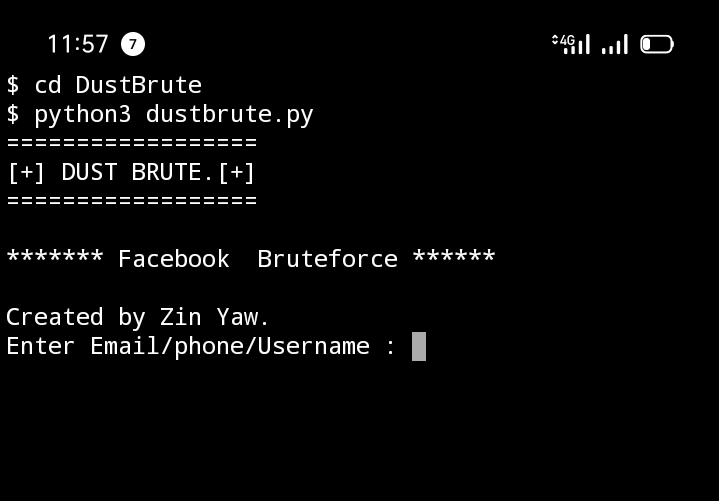 11:57 7 4G
$ cd DustBrute
$ python3 dustbrute.py
==================
[+] DUST BRUTE.[+]
==================
******* Facebook  Bruteforce ******
Created by Zin Yaw.
Enter Email/phone/Username :